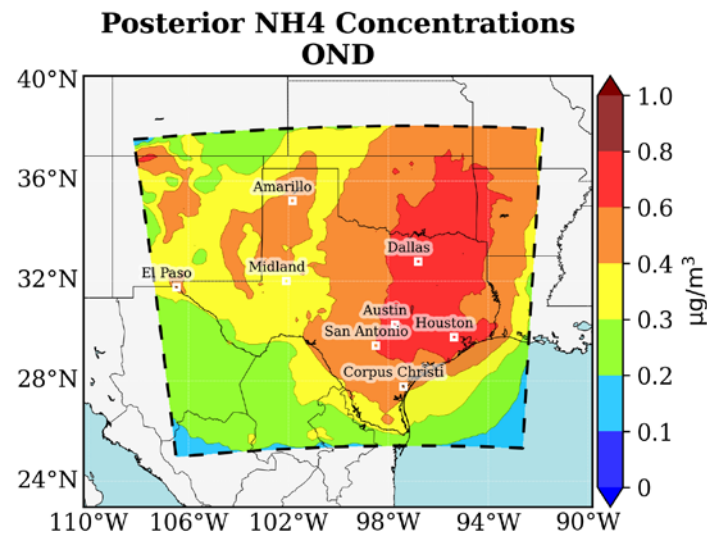 Posterior NH4 Concentrations
OND
40°N
36°N
32°N
28°N
24°N
110°W 106°W 102°W 98°W 94°W 90°W
Amarillo
Dallas
El Paso
Midland
Austin
San Antonio
Houston
Corpus Christi
1.0
0.8
0.6
0.4
0.3
0.2
0.1
0
μg/m³